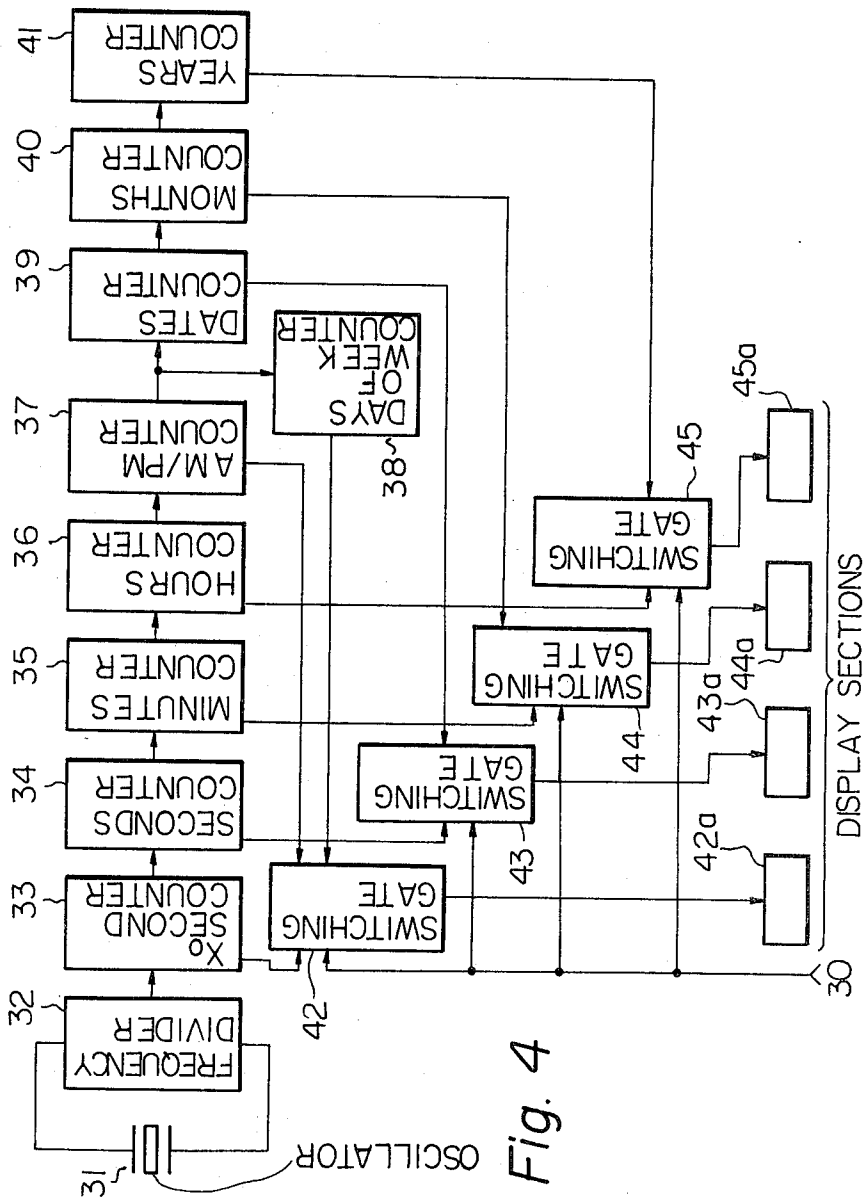 31
32
33
34
35
36
37
39
40
41
OSCILLATOR
FREQUENCY
DIVIDER
X₀
SECOND
COUNTER
SECONDS
COUNTER
MINUTES
COUNTER
HOURS
COUNTER
AM/PM
COUNTER
DATES
COUNTER
MONTHS
COUNTER
YEARS
COUNTER
DAYS
OF
WEEK
COUNTER
38
SWITCHING
GATE
42
SWITCHING
GATE
43
SWITCHING
GATE
44
SWITCHING
GATE
45
30
42a
43a
44a
45a
DISPLAY SECTIONS
Fig. 4